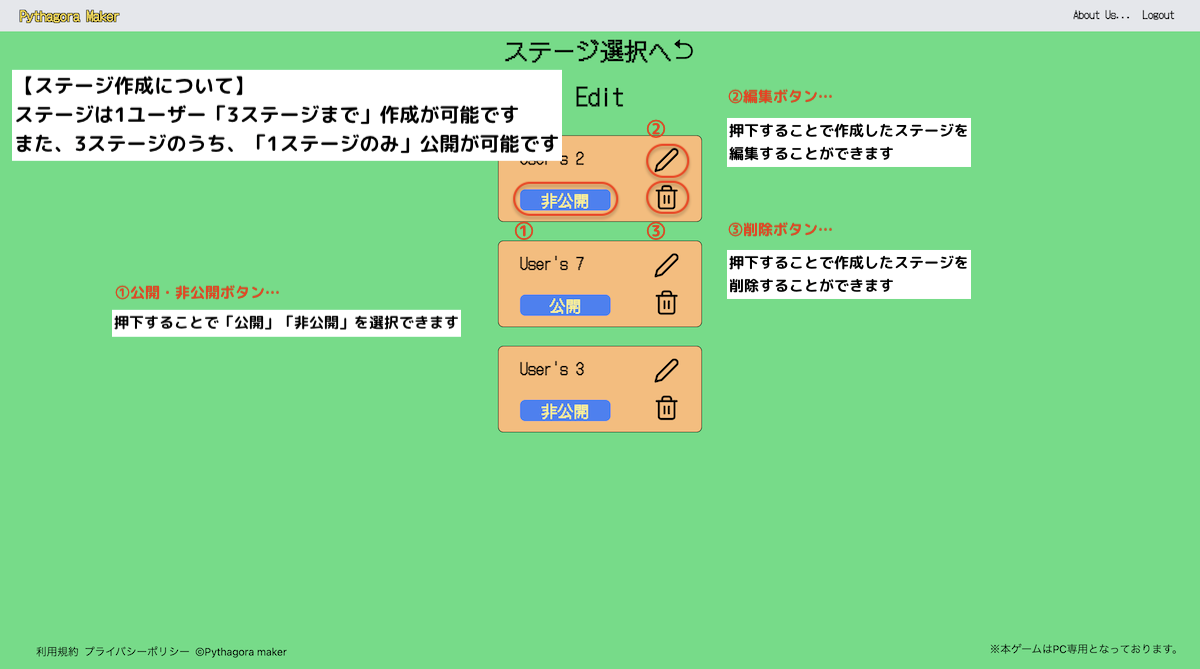 Pythagora Maker
About Us... Logout
ステージ選択へ
【ステージ作成について】
ステージは1ユーザー「3ステージまで」作成が可能です
また、3ステージのうち、「1ステージのみ」公開が可能です
Edit
②編集ボタン…
押下することで作成したステージを
編集することができます
②
User's 2
非公開
①
③
③削除ボタン…
押下することで作成したステージを
削除することができます
User's 7
公開
①公開・非公開ボタン…
押下することで「公開」「非公開」を選択できます
User's 3
非公開
利用規約 プライバシーポリシー ©Pythagora maker
※本ゲームはPC専用となっております。